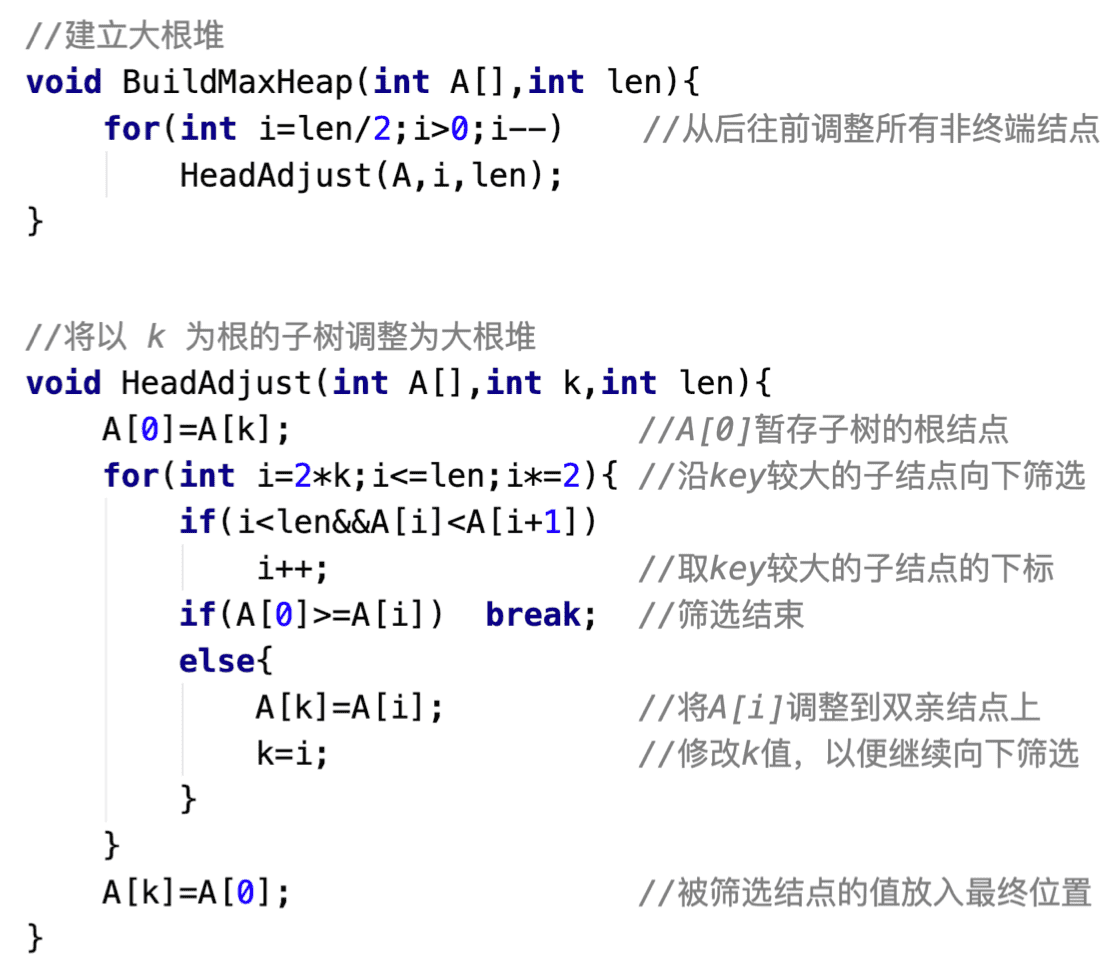 //建立大根堆
void BuildMaxHeap(int A[],int len){
    for(int i=len/2;i>0;i--)    //从后往前调整所有非终端结点
        HeadAdjust(A,i,len);
}
//将以 k 为根的子树调整为大根堆
void HeadAdjust(int A[],int k,int len){
    A[0]=A[k];                  //A[0]暂存子树的根结点
    for(int i=2*k;i<=len;i*=2){ //沿key较大的子结点向下筛选
        if(i<len&&A[i]<A[i+1])
            i++;                //取key较大的子结点的下标
        if(A[0]>=A[i])  break;  //筛选结束
        else{
            A[k]=A[i];          //将A[i]调整到双亲结点上
            k=i;                //修改k值，以便继续向下筛选
        }
    }
    A[k]=A[0];                  //被筛选结点的值放入最终位置
}